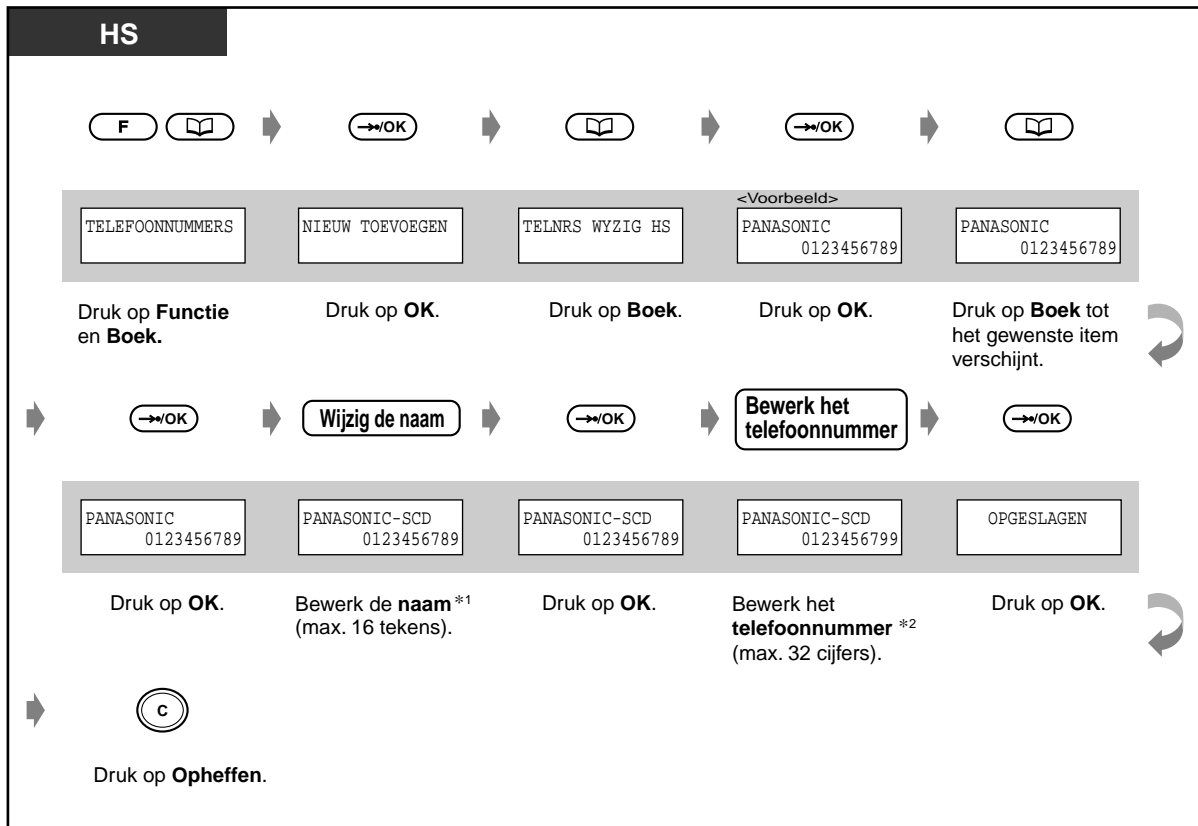 HS
F
→/OK
→/OK
<Voorbeeld>
TELEFOONNUMMERS
NIEUW TOEVOEGEN
TELNRS WYZIG HS
PANASONIC
0123456789
PANASONIC
0123456789
Druk op Functie
en Boek.
Druk op OK.
Druk op Boek.
Druk op OK.
Druk op Boek tot
het gewenste item
verschijnt.
→/OK
Wijzig de naam
→/OK
Bewerk het
telefoonnummer
→/OK
PANASONIC
0123456789
PANASONIC-SCD
0123456789
PANASONIC-SCD
0123456789
PANASONIC-SCD
0123456799
OPGESLAGEN
Druk op OK.
Bewerk de naam *1
(max. 16 tekens).
Druk op OK.
Bewerk het
telefoonnummer *2
(max. 32 cijfers).
Druk op OK.
C
Druk op Opheffen.